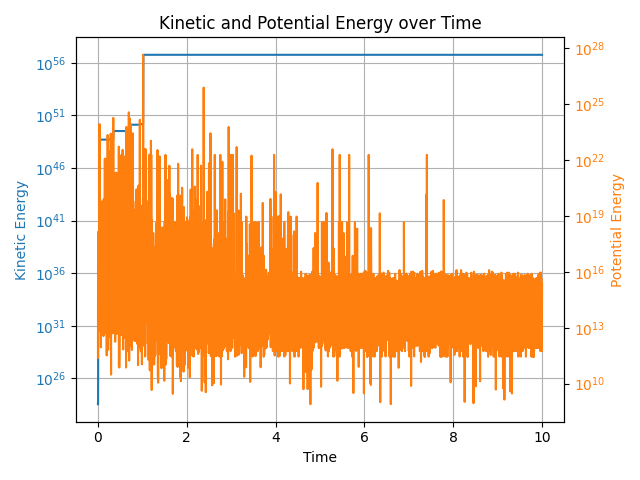 Kinetic and Potential Energy over Time
Kinetic Energy
10^56
10^51
10^46
10^41
10^36
10^31
10^26
10^28
10^25
10^22
10^19
10^16
10^13
10^10
Potential Energy
0 2 4 6 8 10
Time